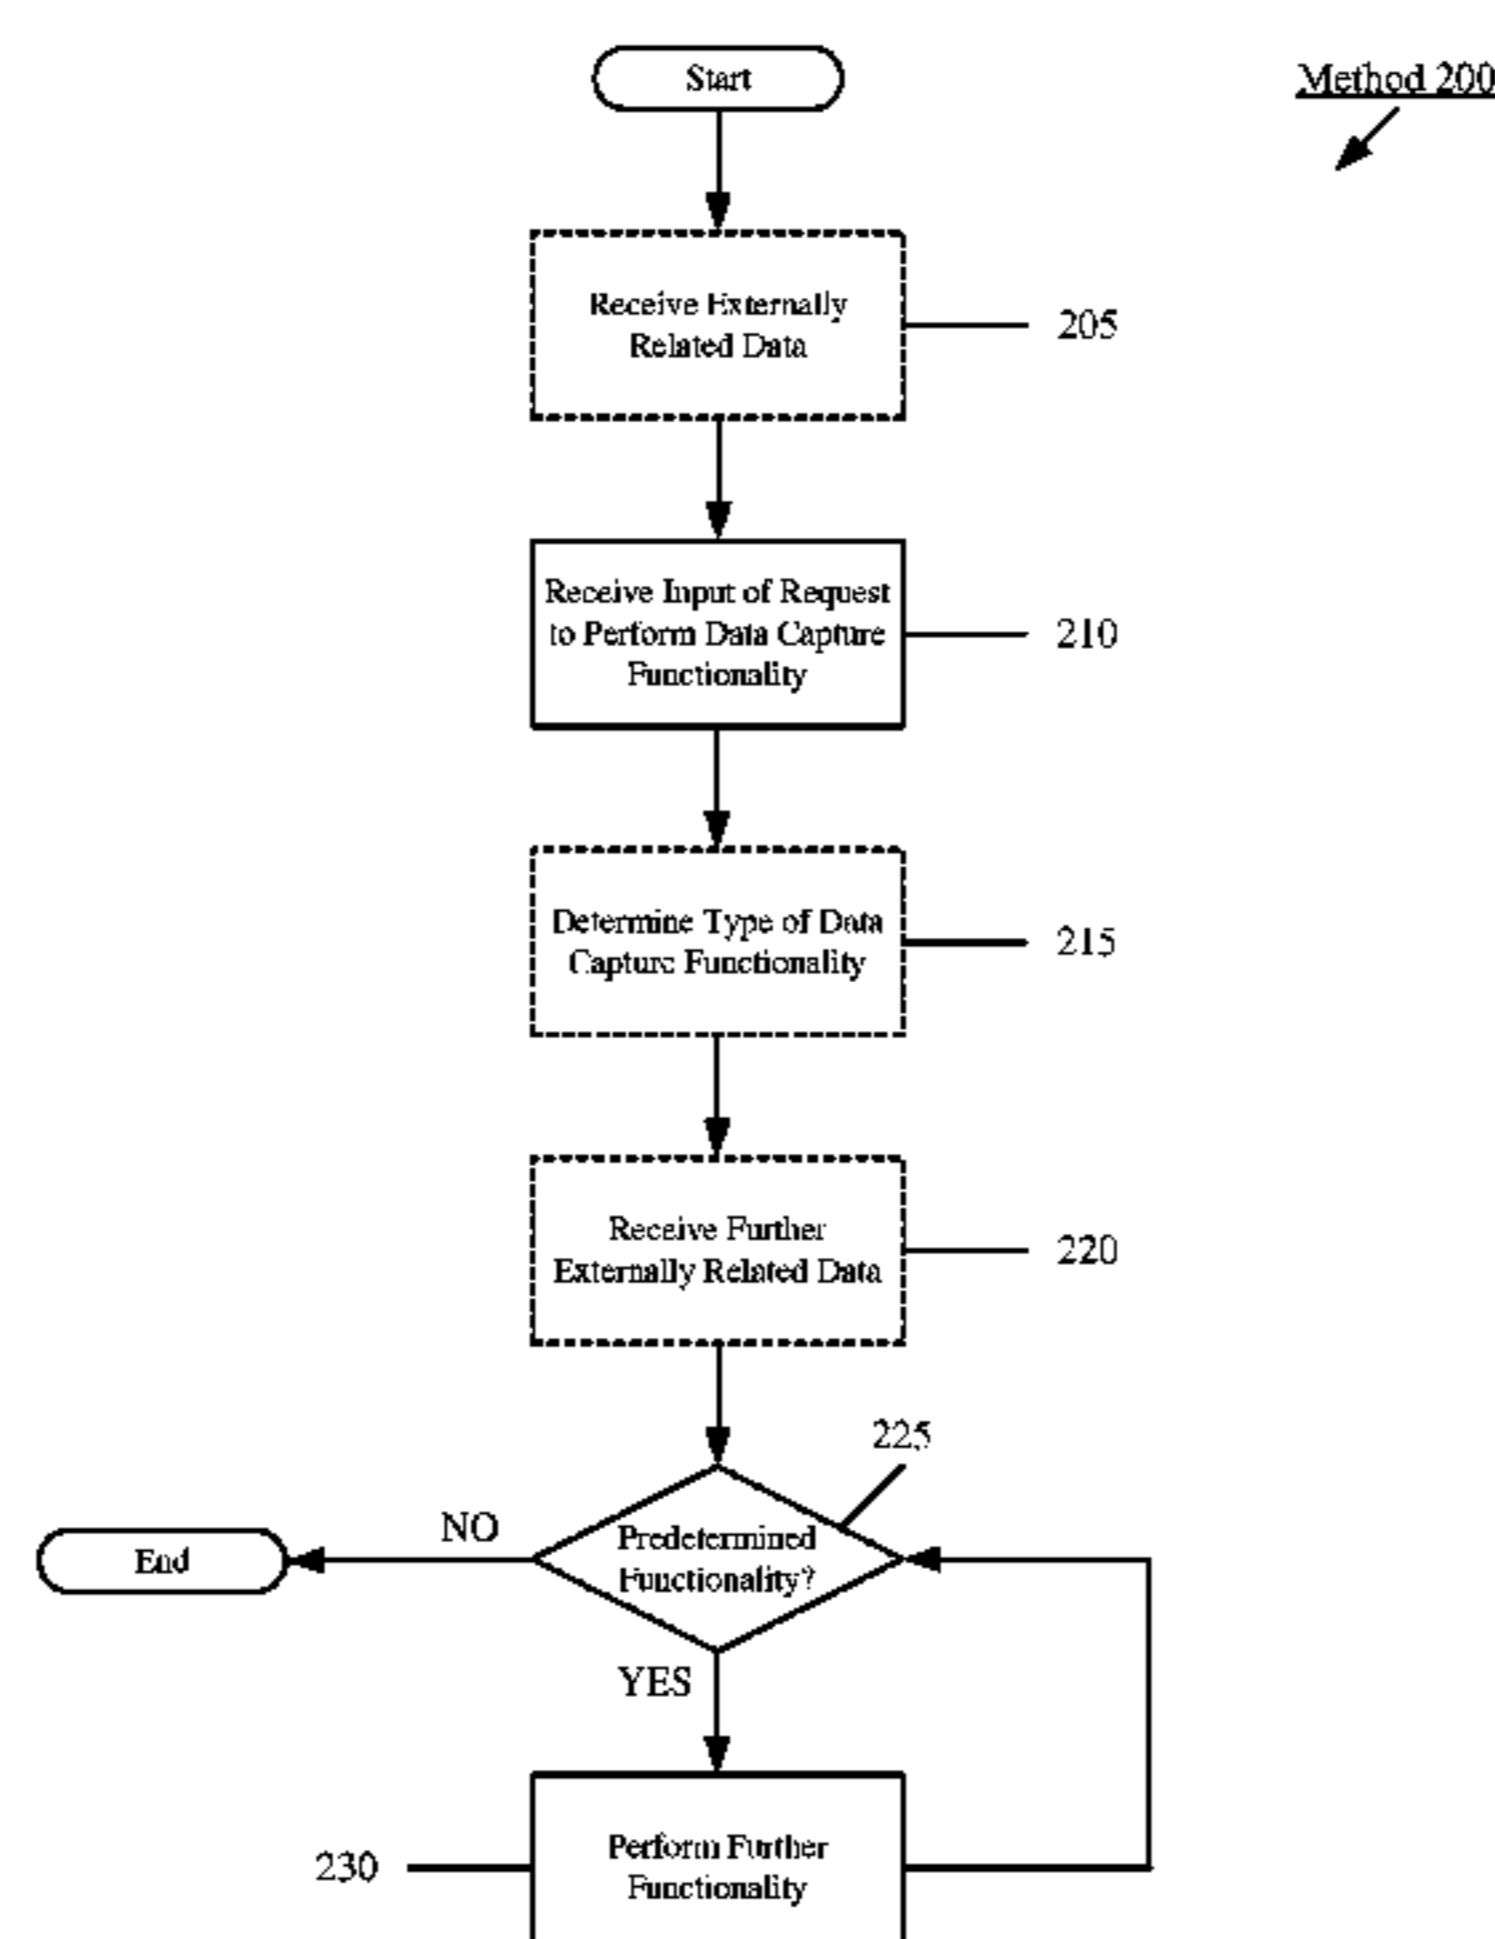 Start
Method 200
Receive Externally
Related Data
205
Receive Input of Request
to Perform Data Capture
Functionality
210
Determine Type of Data
Capture Functionality
215
Receive Further
Externally Related Data
220
225
NO
Predetermined
Functionality?
End
YES
Perform Further
Functionality
230